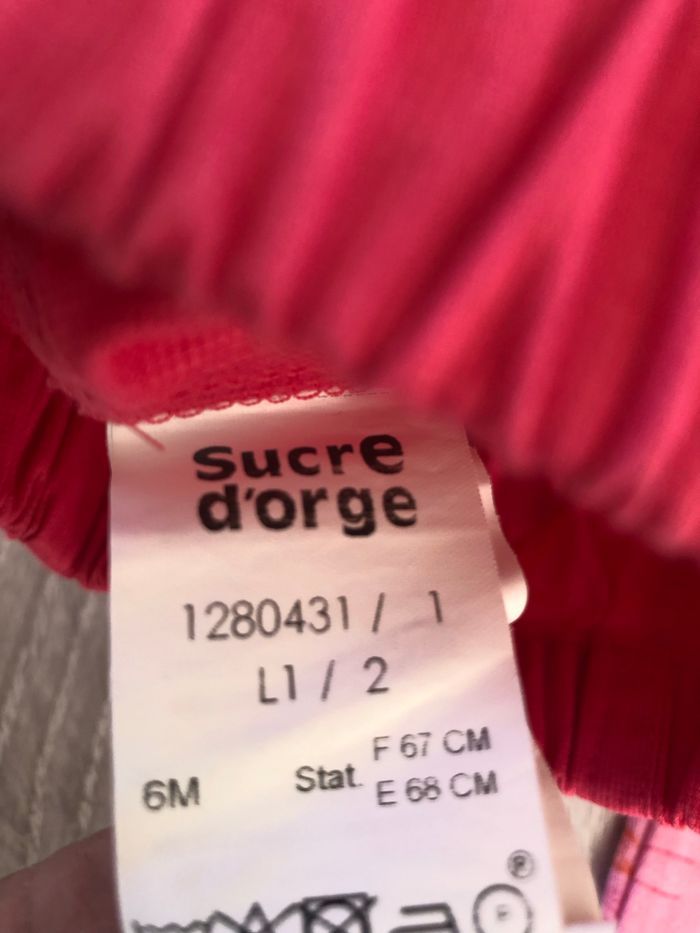 sucre
d'orge
1280431 / 1
L1 / 2
6M Stat. F 67 CM
E 68 CM
®
P